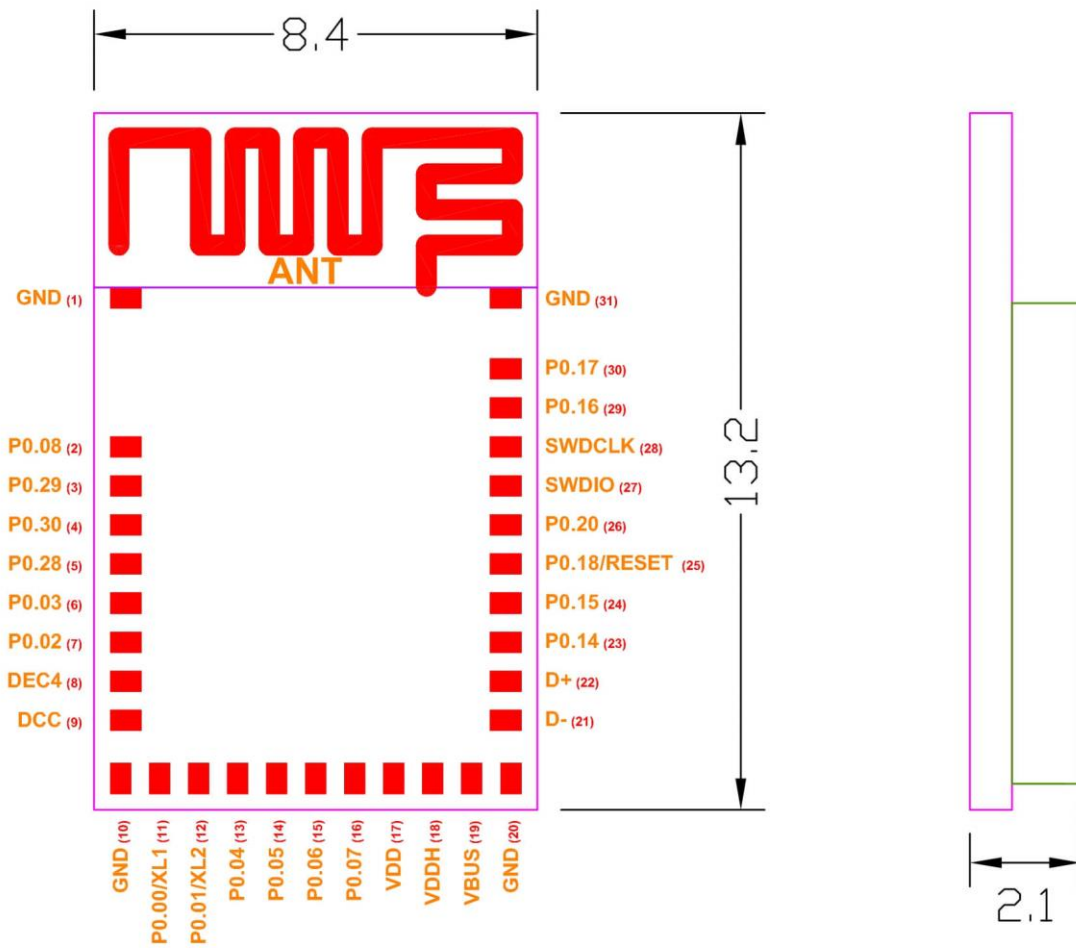 8.4
ANT
GND (1)
GND (31)
P0.17 (30)
P0.16 (29)
P0.08 (2)
SWDCLK (28)
13.2
P0.29 (3)
SWDIO (27)
P0.30 (4)
P0.20 (26)
P0.28 (5)
P0.18/RESET (25)
P0.03 (6)
P0.15 (24)
P0.02 (7)
P0.14 (23)
DEC4 (8)
D+ (22)
DCC (9)
D- (21)
GND (10)
P0.00/XL1 (11)
P0.01/XL2 (12)
P0.04 (13)
P0.05 (14)
P0.06 (15)
P0.07 (16)
VDD (17)
VDDH (18)
VBUS (19)
GND (20)
2.1